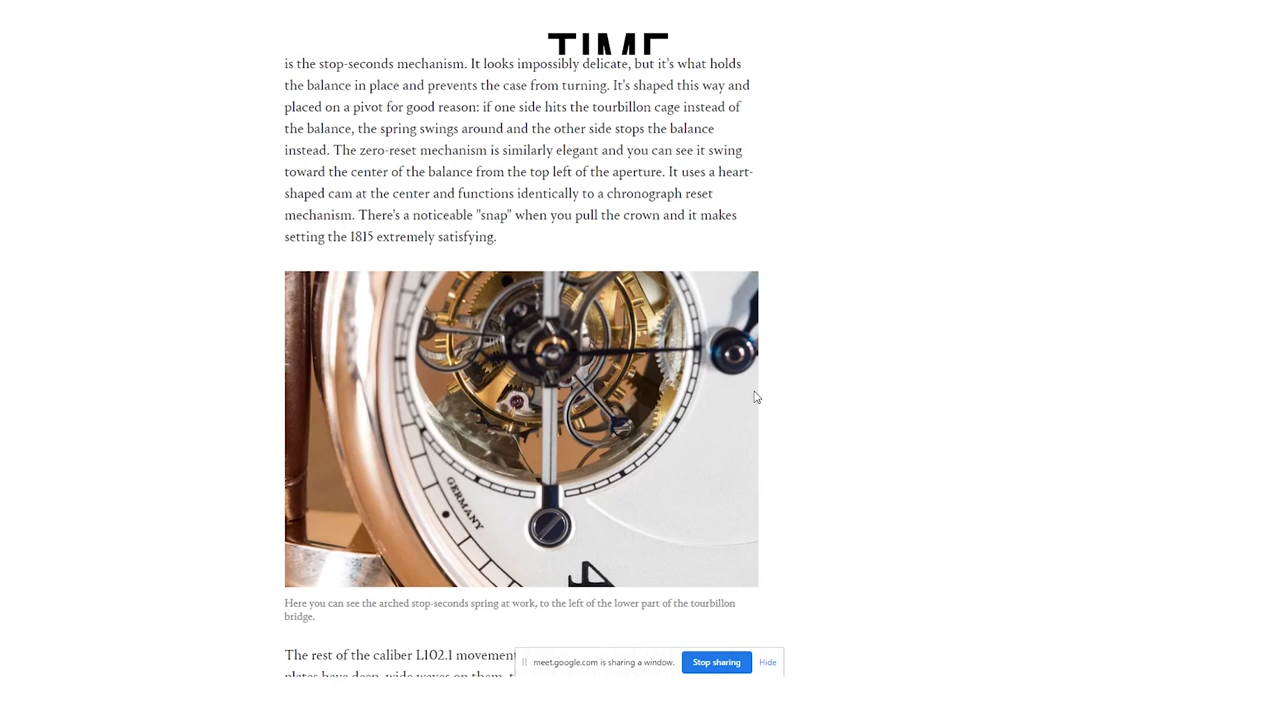 TIME
is the stop-seconds mechanism. It looks impossibly delicate, but it's what holds
the balance in place and prevents the case from turning. It's shaped this way and
placed on a pivot for good reason: if one side hits the tourbillon cage instead of
the balance, the spring swings around and the other side stops the balance
instead. The zero-reset mechanism is similarly elegant and you can see it swing
toward the center of the balance from the top left of the aperture. It uses a heart-
shaped cam at the center and functions identically to a chronograph reset
mechanism. There's a noticeable "snap" when you pull the crown and it makes
setting the 1815 extremely satisfying.
GERMANY
4
Here you can see the arched stop-seconds spring at work, to the left of the lower part of the tourbillon
bridge.
The rest of the caliber L102.1 movement
plates have deep, wide waves on them,
meet.google.com is sharing a window. Stop sharing Hide